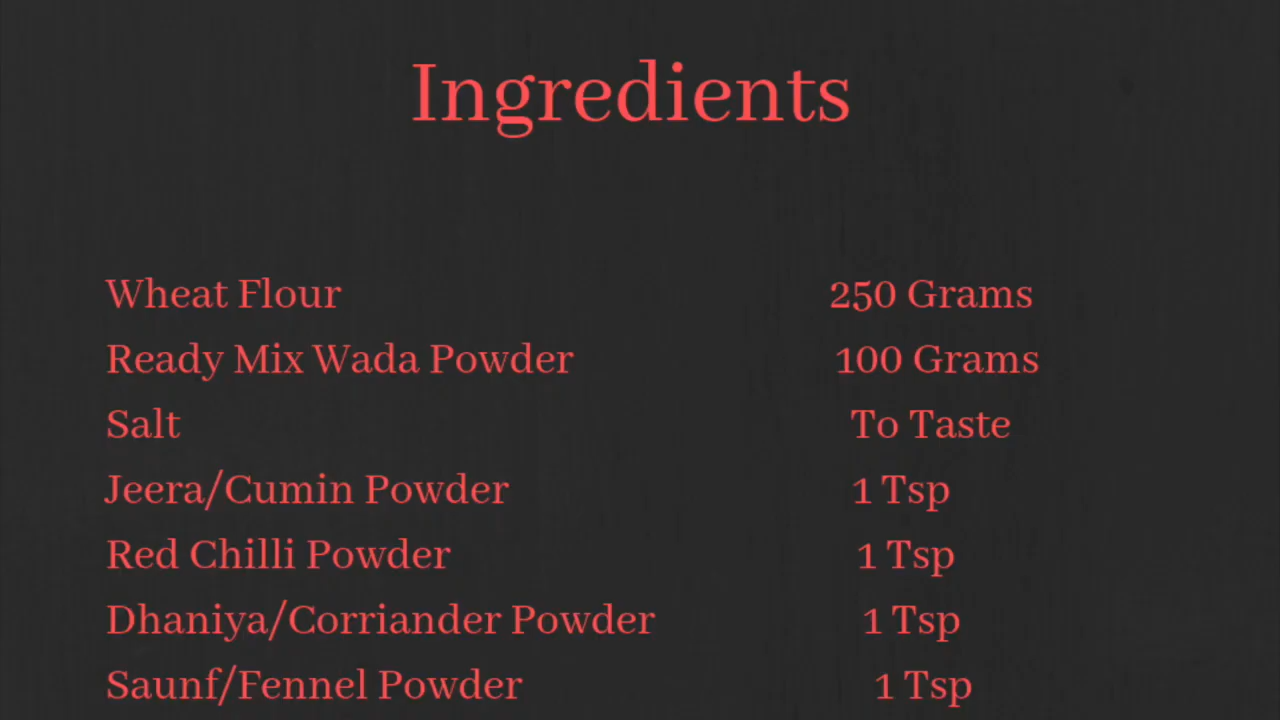 Ingredients
Wheat Flour 250 Grams
Ready Mix Wada Powder 100 Grams
Salt To Taste
Jeera/Cumin Powder 1 Tsp
Red Chilli Powder 1 Tsp
Dhaniya/Corriander Powder 1 Tsp
Saunf/Fennel Powder 1 Tsp